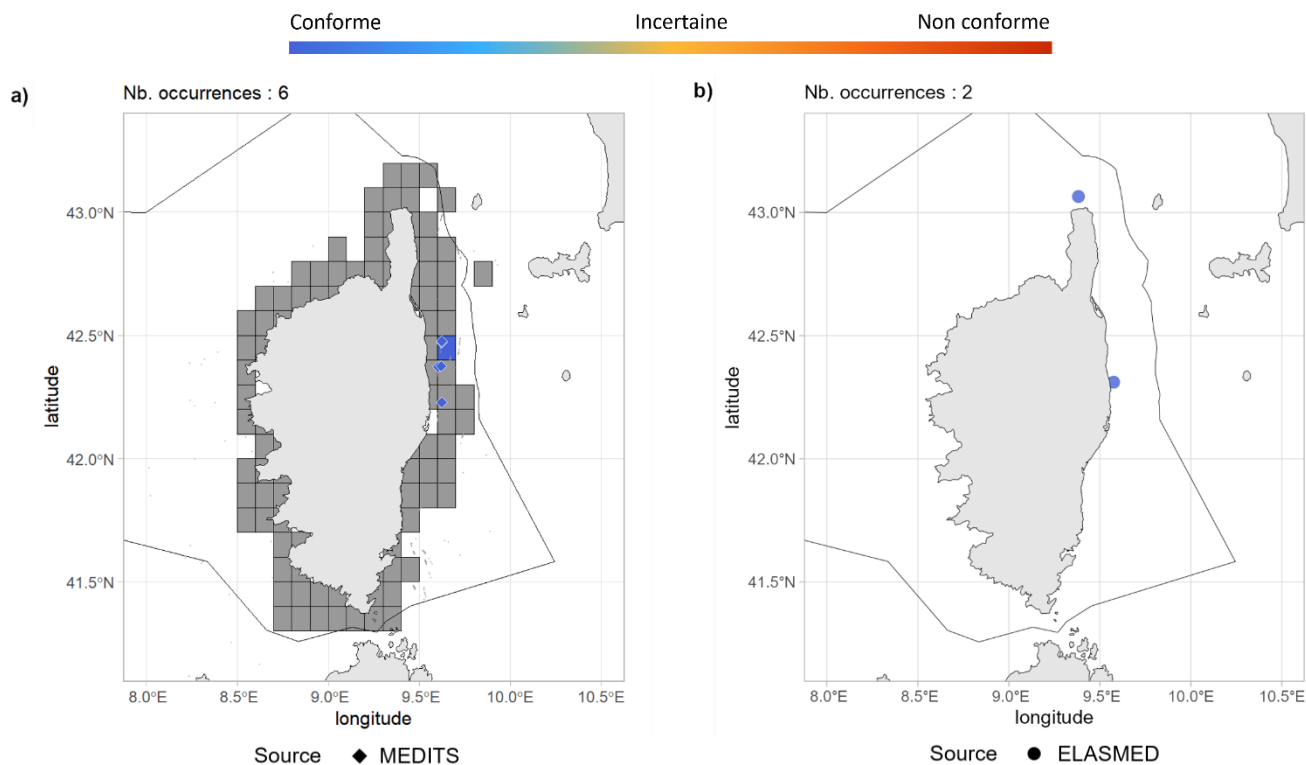 Conforme Incertaine Non conforme
a) Nb. occurrences : 6
43.0°N
42.5°N
42.0°N
41.5°N
latitude
8.0°E 8.5°E 9.0°E 9.5°E 10.0°E 10.5°E
longitude
Source MEDITS
b) Nb. occurrences : 2
43.0°N
42.5°N
42.0°N
41.5°N
latitude
8.0°E 8.5°E 9.0°E 9.5°E 10.0°E 10.5°E
longitude
Source ELASMED